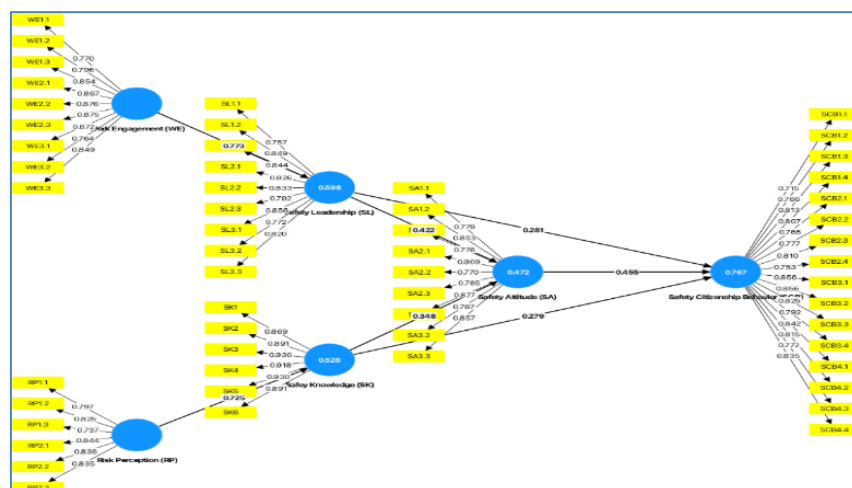 WE1.1
WE1.2
WE1.3
WE2.1
WE2.2
WE2.3
WE3.1
WE3.2
WE3.3
0.770
0.796
0.854
0.867
0.876
0.875
0.872
0.764
0.849
Engagement (WE)
0.773
SL1.1
SL1.2
SL2.1
SL2.2
SL2.3
SL3.1
SL3.2
SL3.3
0.757
0.849
0.844
0.826
0.833
0.792
0.772
0.820
Safety Leadership (SL)
0.422
0.281
SA1.1
SA1.2
SA2.1
SA2.2
SA2.3
SA3.2
SA3.3
0.779
0.853
0.778
0.909
0.770
0.785
0.877
0.787
0.857
0.472
Safety Attitude (SA)
0.455
0.348
0.279
SK1
SK2
SK3
SK4
SK5
SK6
0.869
0.891
0.930
0.918
0.930
0.891
Safety Knowledge (SK)
0.725
RP1.1
RP1.2
RP1.3
RP2.1
RP2.2
0.797
0.825
0.737
0.844
0.836
0.835
Risk Perception (RP)
0.767
Safety Citizenship Behavior
SCB1.1
SCB1.2
SCB1.3
SCB1.4
SCB2.1
SCB2.2
SCB2.3
SCB2.4
SCB3.1
SCB3.2
SCB3.3
SCB3.4
SCB4.1
SCB4.2
SCB4.3
SCB4.4
0.715
0.813
0.807
0.765
0.777
0.810
0.753
0.856
0.856
0.792
0.842
0.815
0.772
0.835